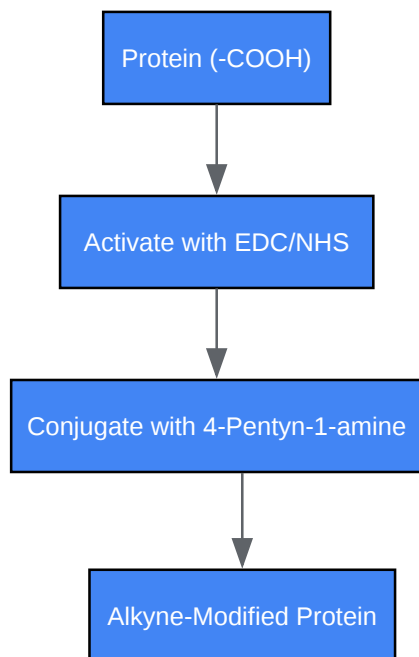 Protein (-COOH)
Activate with EDC/NHS
Conjugate with 4-Pentyn-1-amine
Alkyne-Modified Protein